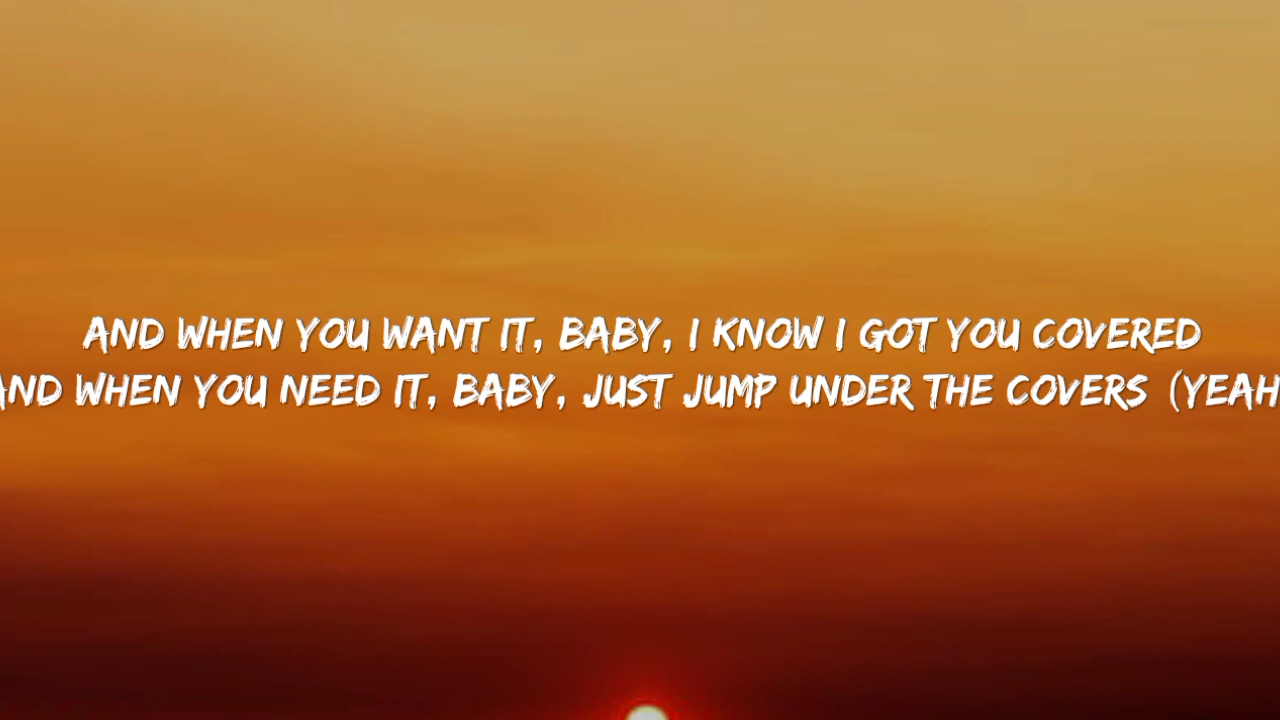 AND WHEN YOU WANT IT, BABY, I KNOW I GOT YOU COVERED
AND WHEN YOU NEED IT, BABY, JUST JUMP UNDER THE COVERS (YEAH